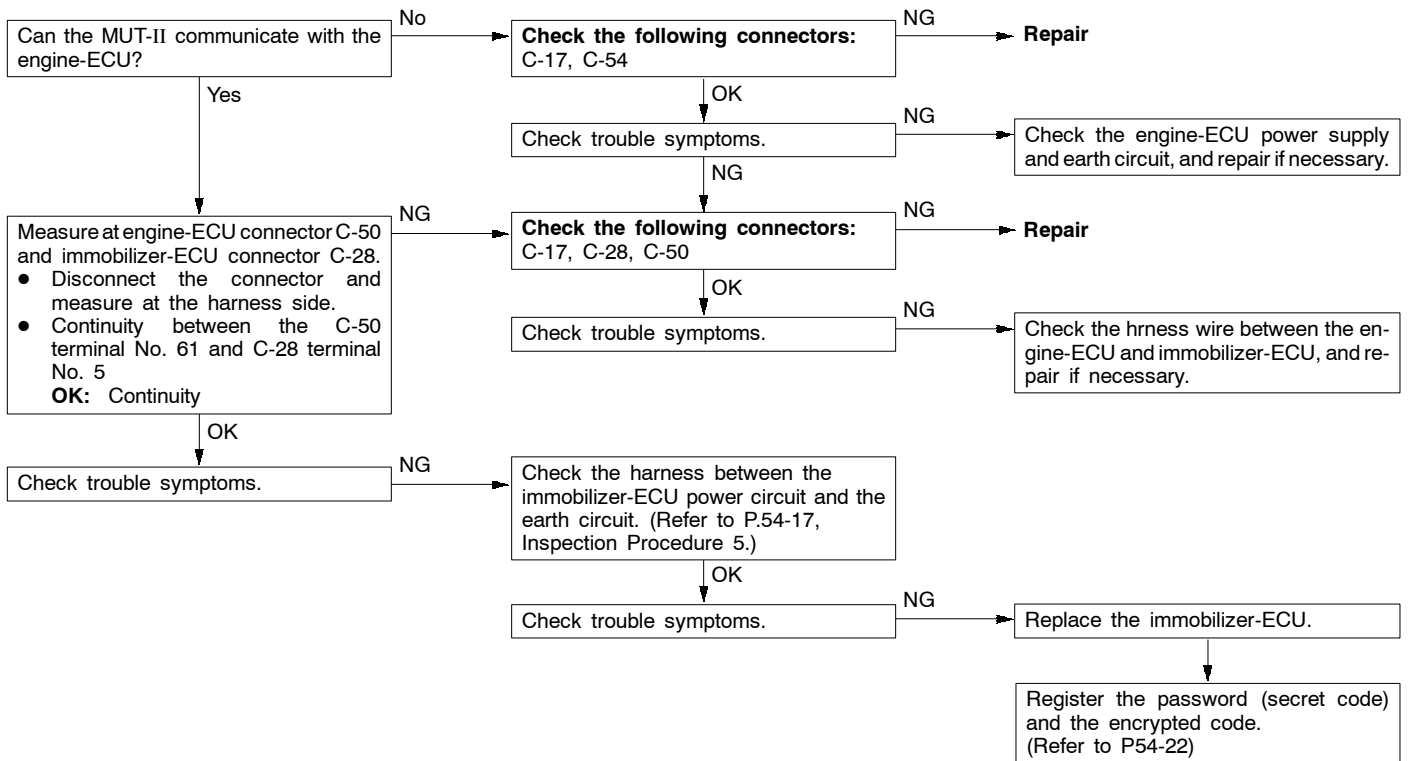 Can the MUT-II communicate with the
engine-ECU?
No
Check the following connectors:
C-17, C-54
NG
Repair
Yes
OK
Check trouble symptoms.
NG
Check the engine-ECU power supply
and earth circuit, and repair if necessary.
NG
Measure at engine-ECU connector C-50
and immobilizer-ECU connector C-28.
● Disconnect the connector and
measure at the harness side.
● Continuity between the C-50
terminal No. 61 and C-28 terminal
No. 5
OK: Continuity
NG
Check the following connectors:
C-17, C-28, C-50
NG
Repair
OK
Check trouble symptoms.
NG
Check the hrness wire between the en-
gine-ECU and immobilizer-ECU, and re-
pair if necessary.
OK
Check trouble symptoms.
NG
Check the harness between the
immobilizer-ECU power circuit and the
earth circuit. (Refer to P.54-17,
Inspection Procedure 5.)
OK
Check trouble symptoms.
NG
Replace the immobilizer-ECU.
Register the password (secret code)
and the encrypted code.
(Refer to P54-22)